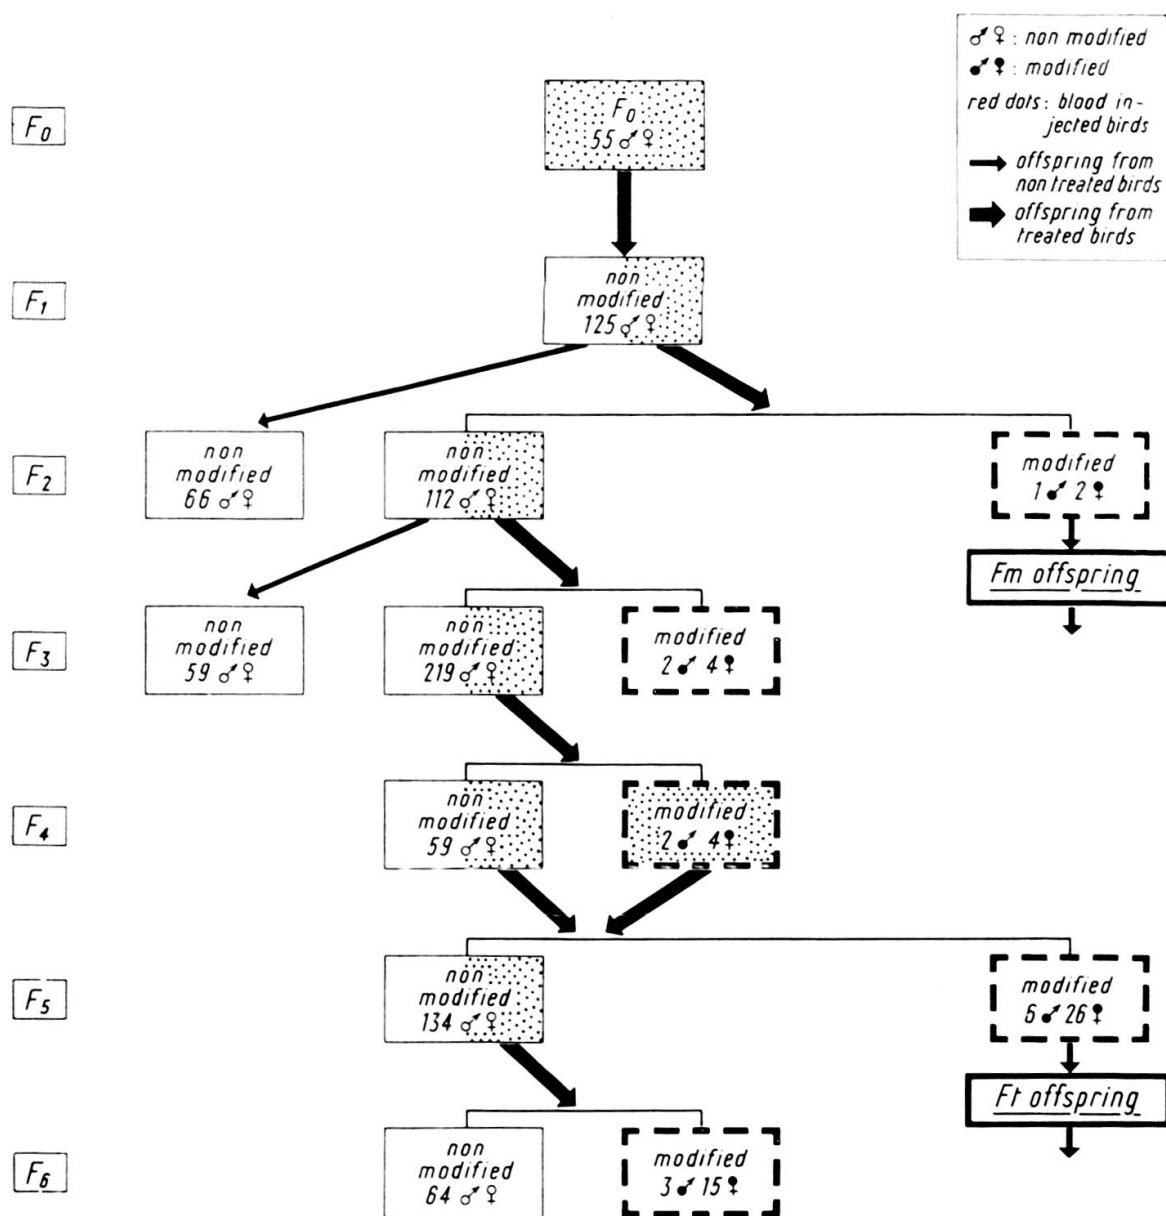 ♂ ♀ : non modified
♂ ♀ : modified
red dots : blood in-
jected birds
offspring from
non treated birds
offspring from
treated birds
F0
F0
55 ♂ ♀
F1
non
modified
125 ♂ ♀
F2
non
modified
66 ♂ ♀
non
modified
112 ♂ ♀
modified
1 ♂ 2 ♀
Fm offspring
F3
non
modified
59 ♂ ♀
non
modified
219 ♂ ♀
modified
2 ♂ 4 ♀
F4
non
modified
59 ♂ ♀
modified
2 ♂ 4 ♀
F5
non
modified
134 ♂ ♀
modified
6 ♂ 26 ♀
Ft offspring
F6
non
modified
64 ♂ ♀
modified
3 ♂ 15 ♀